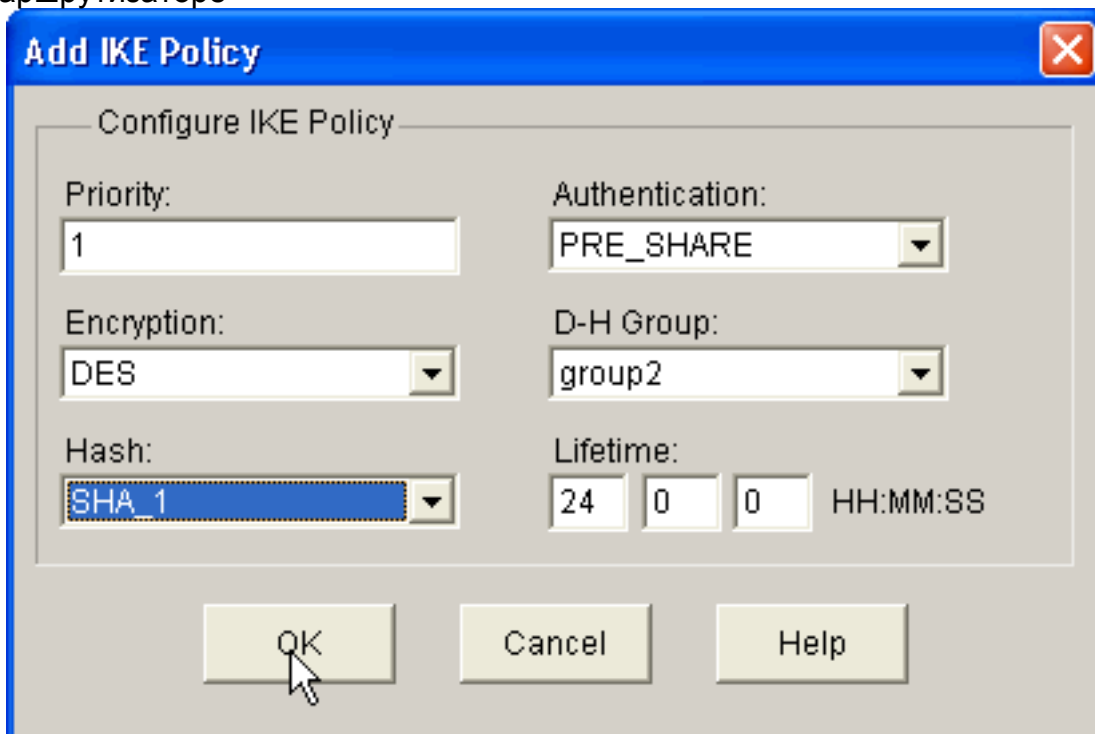 Add IKE Policy
Configure IKE Policy
Priority:
Authentication:
1
PRE_SHARE
Encryption:
D-H Group:
DES
group2
Hash:
Lifetime:
SHA_1
24 0 0 HH:MM:SS
OK
Cancel
Help